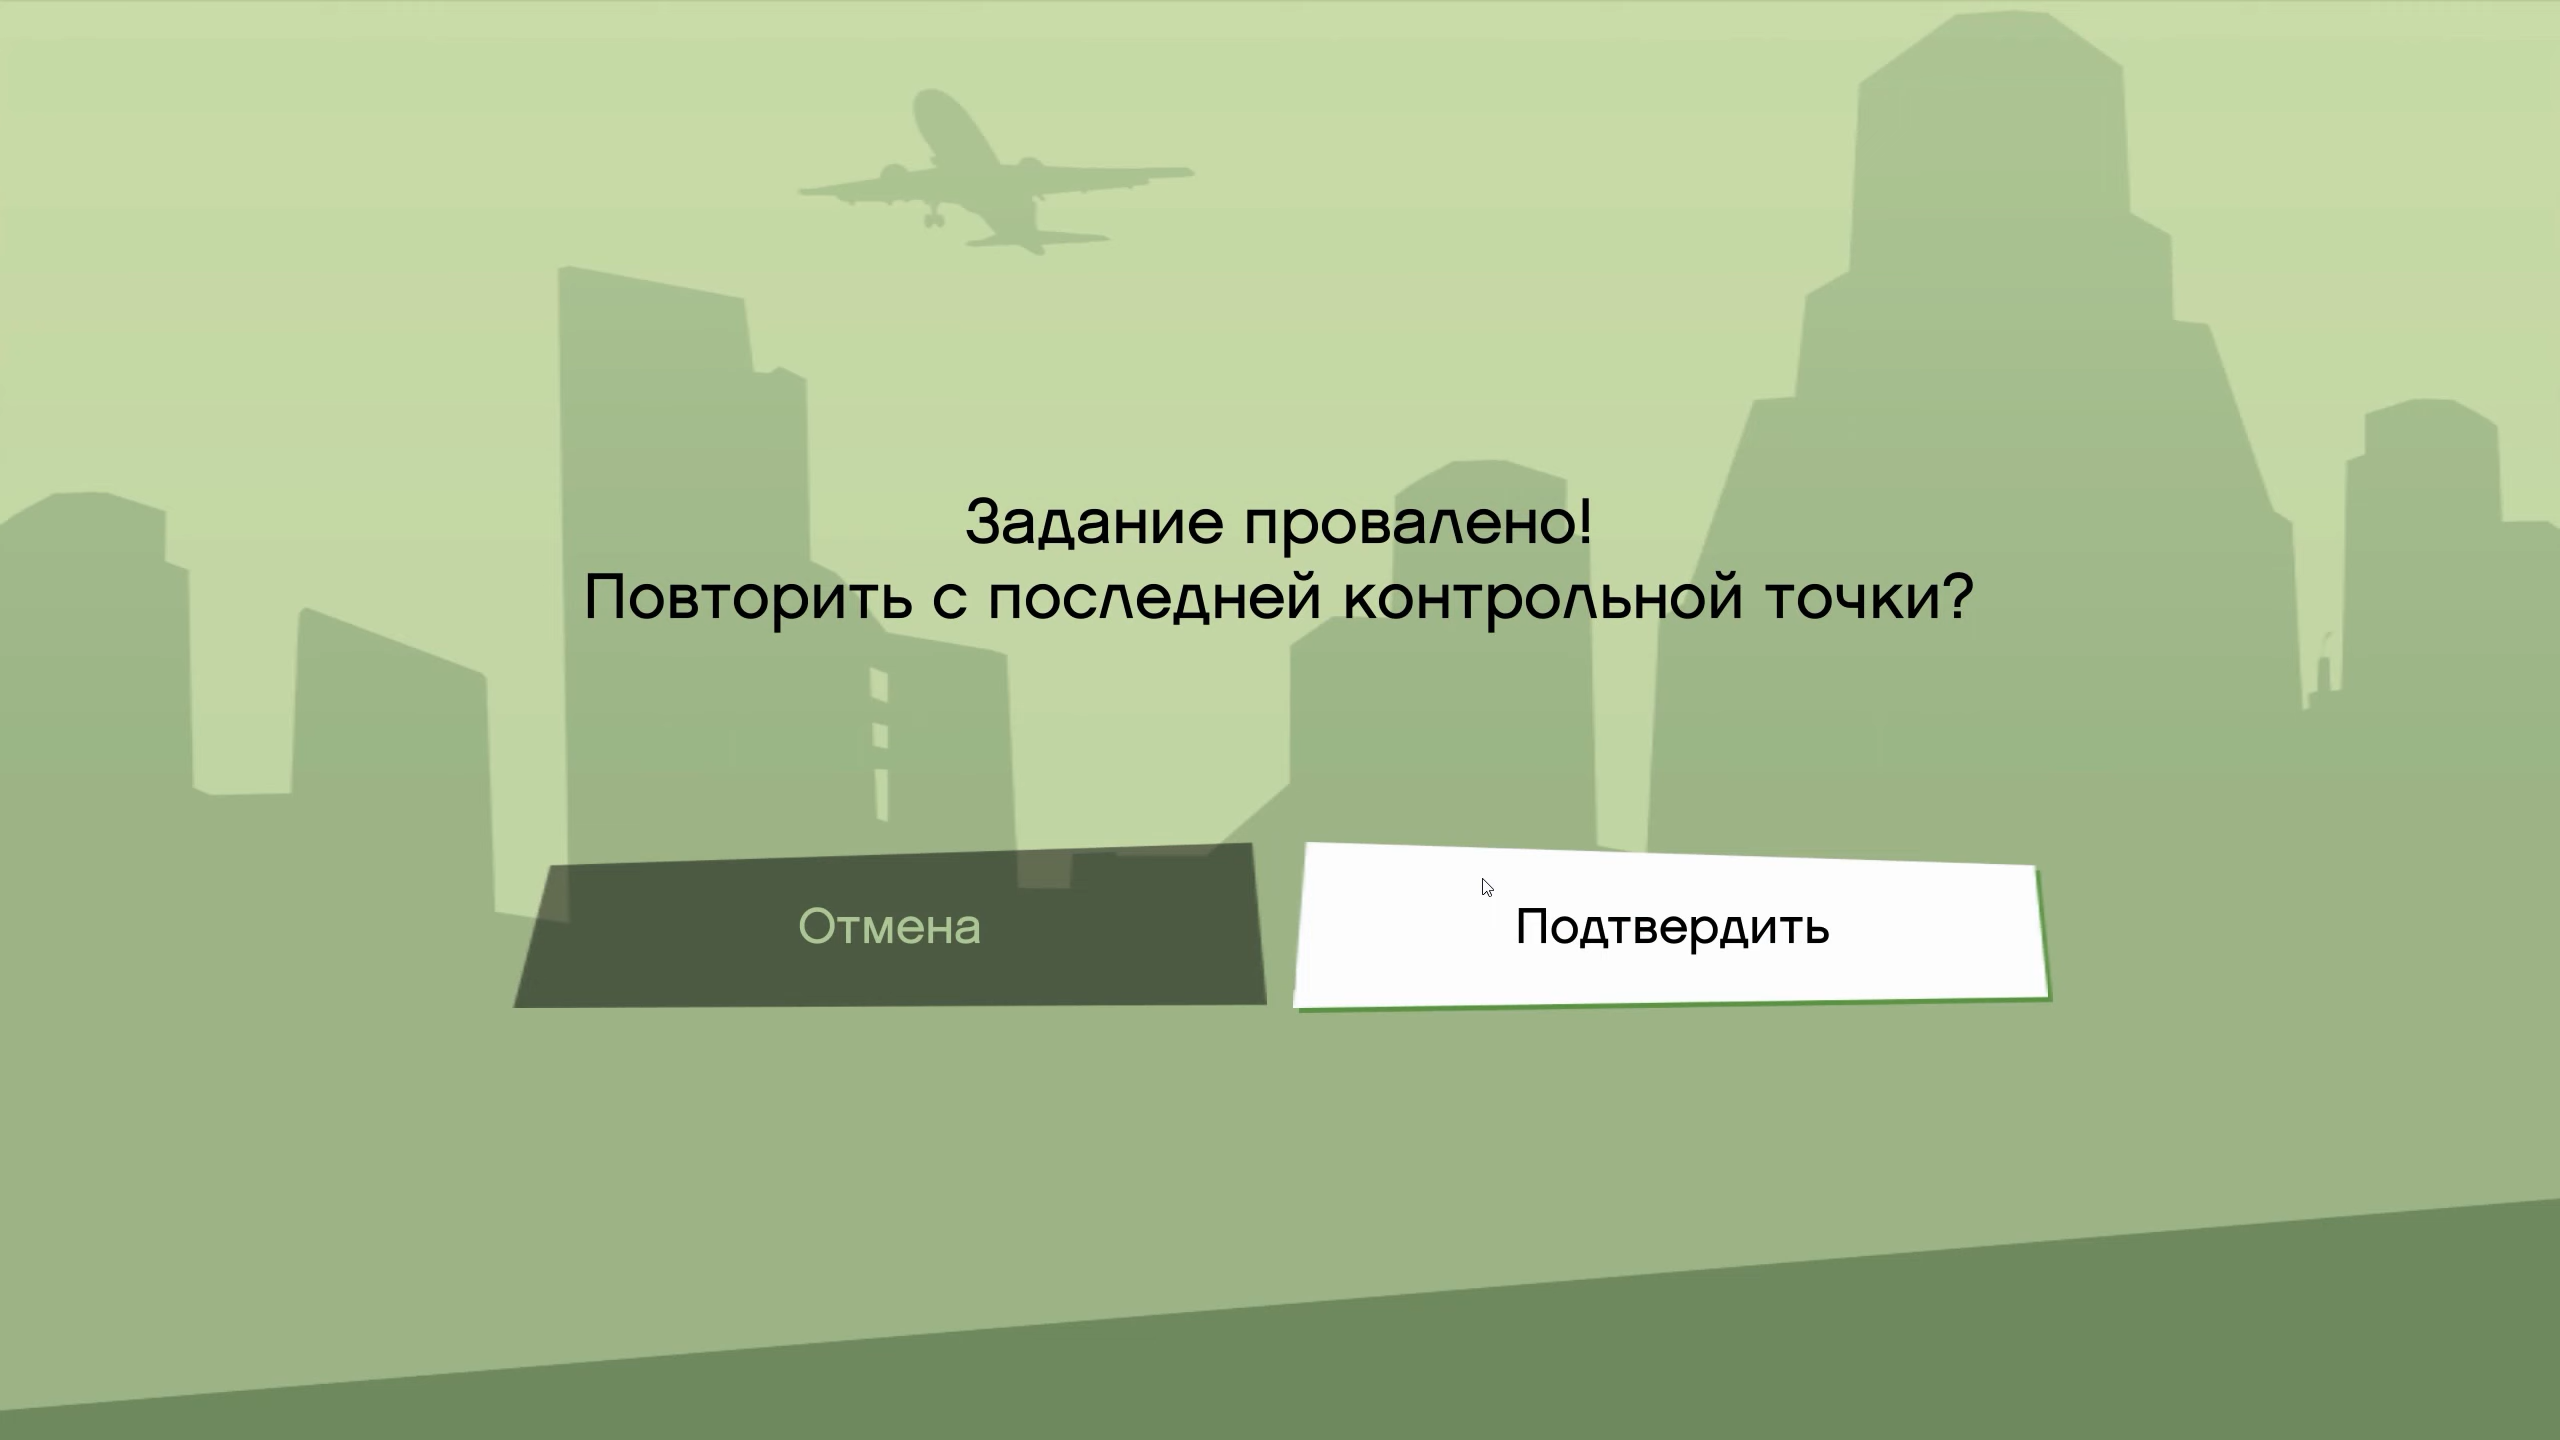 Задание провалено!
Повторить с последней контрольной точки?
Отмена
Подтвердить